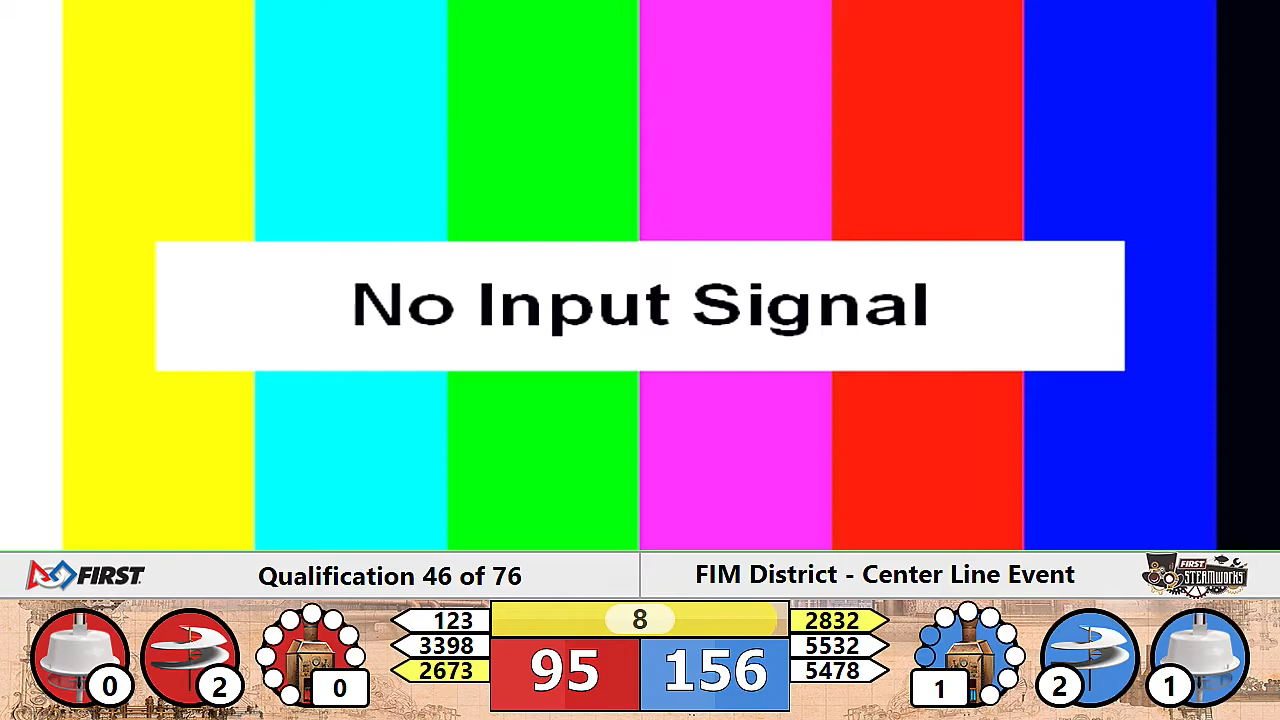 No Input Signal
FIRST
Qualification 46 of 76
FIM District - Center Line Event
FIRST
STEAMWORKS
0
2
0
123
3398
2673
8
95
156
2832
5532
5478
1
2
1